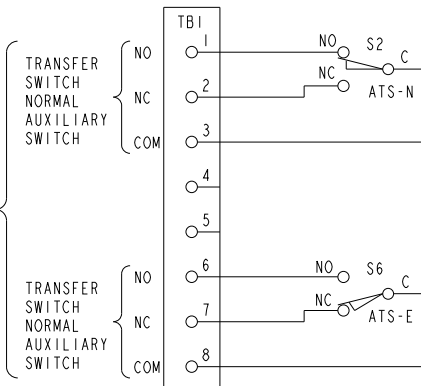 TB1
TRANSFER
SWITCH
NORMAL
AUXILIARY
SWITCH
NO
NC
COM
1
2
3
4
5
6
7
8
NO
S2
C
NC
ATS-N
TRANSFER
SWITCH
NORMAL
AUXILIARY
SWITCH
NO
NC
COM
NO
S6
C
NC
ATS-E